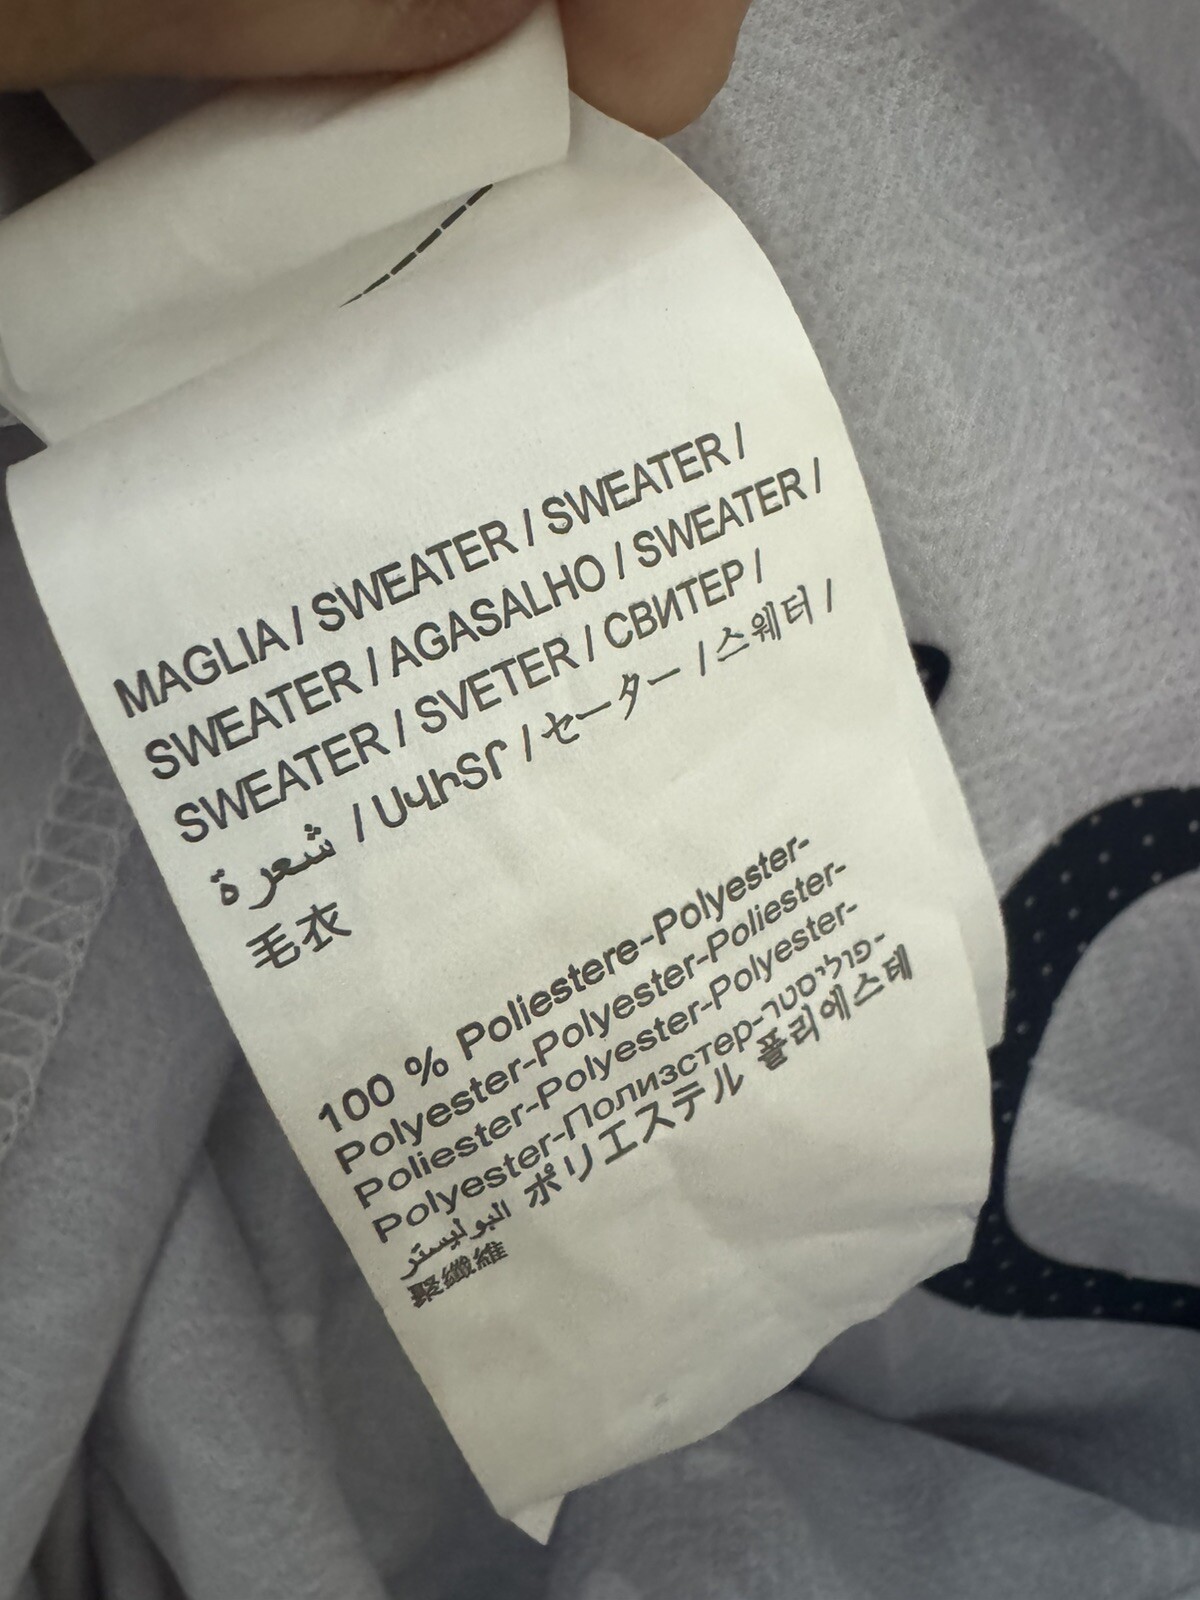 MAGLIA / SWEATER / SWEATER /
SWEATER / AGASALHO / SWEATER /
SWEATER / SVETER / СВИТЕР /
شعرة / ՍՎԻՏՐ / セーター / 스웨터 /
毛衣
100 % Poliestere-Polyester-
Polyester-Polyester-Poliester-
Poliester-Polyester-Polyester-
Polyester-Полиэстер-פוליסטר-
البوليستر ポリエステル 폴리에스테
聚纖維